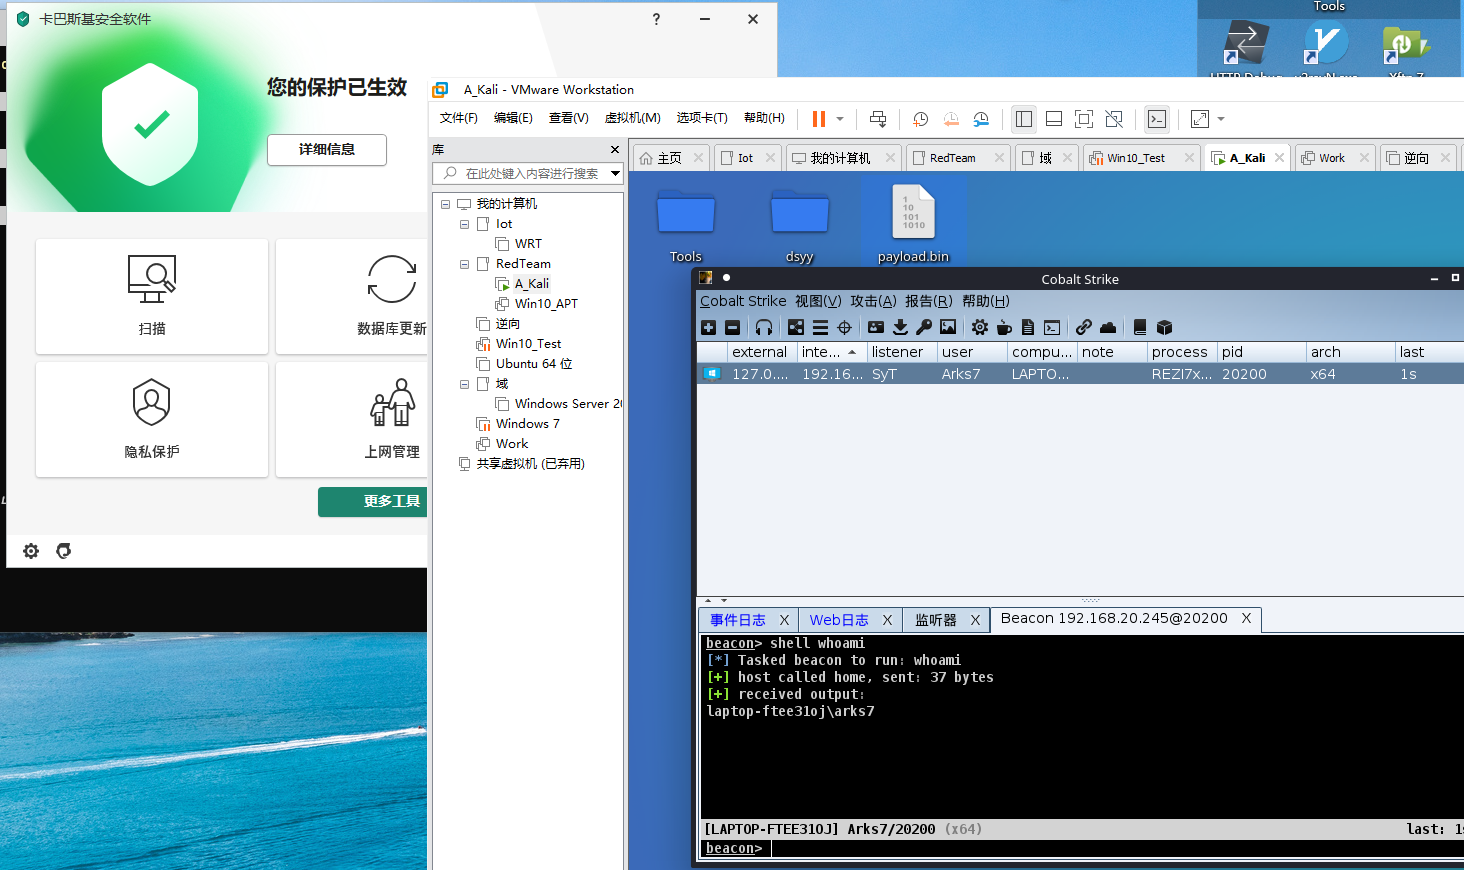 卡巴斯基安全软件
您的保护已生效
详细信息
扫描
数据库更新
隐私保护
上网管理
更多工具
Tools
HTTP Debug
v2rayN.exe
Xftp 7
A_Kali - VMware Workstation
文件(F) 编辑(E) 查看(V) 虚拟机(M) 选项卡(T) 帮助(H)
库
在此处键入内容进行搜索
我的计算机
Iot
WRT
RedTeam
A_Kali
Win10_APT
逆向
Win10_Test
Ubuntu 64 位
域
Windows Server 20
Windows 7
Work
共享虚拟机 (已弃用)
主页 Iot 我的计算机 RedTeam 域 Win10_Test A_Kali Work 逆向
Tools dsyy payload.bin
Cobalt Strike
Cobalt Strike 视图(V) 攻击(A) 报告(R) 帮助(H)
external inte... listener user compu... note process pid arch last
127.0.... 192.16... SyT Arks7 LAPTO... REZI7x... 20200 x64 1s
事件日志 X Web日志 X 监听器 X Beacon 192.168.20.245@20200 X
beacon> shell whoami
[*] Tasked beacon to run: whoami
[+] host called home, sent: 37 bytes
[+] received output:
laptop-ftee31oj\arks7
[LAPTOP-FTEE31OJ] Arks7/20200 (x64) last: 1s
beacon>